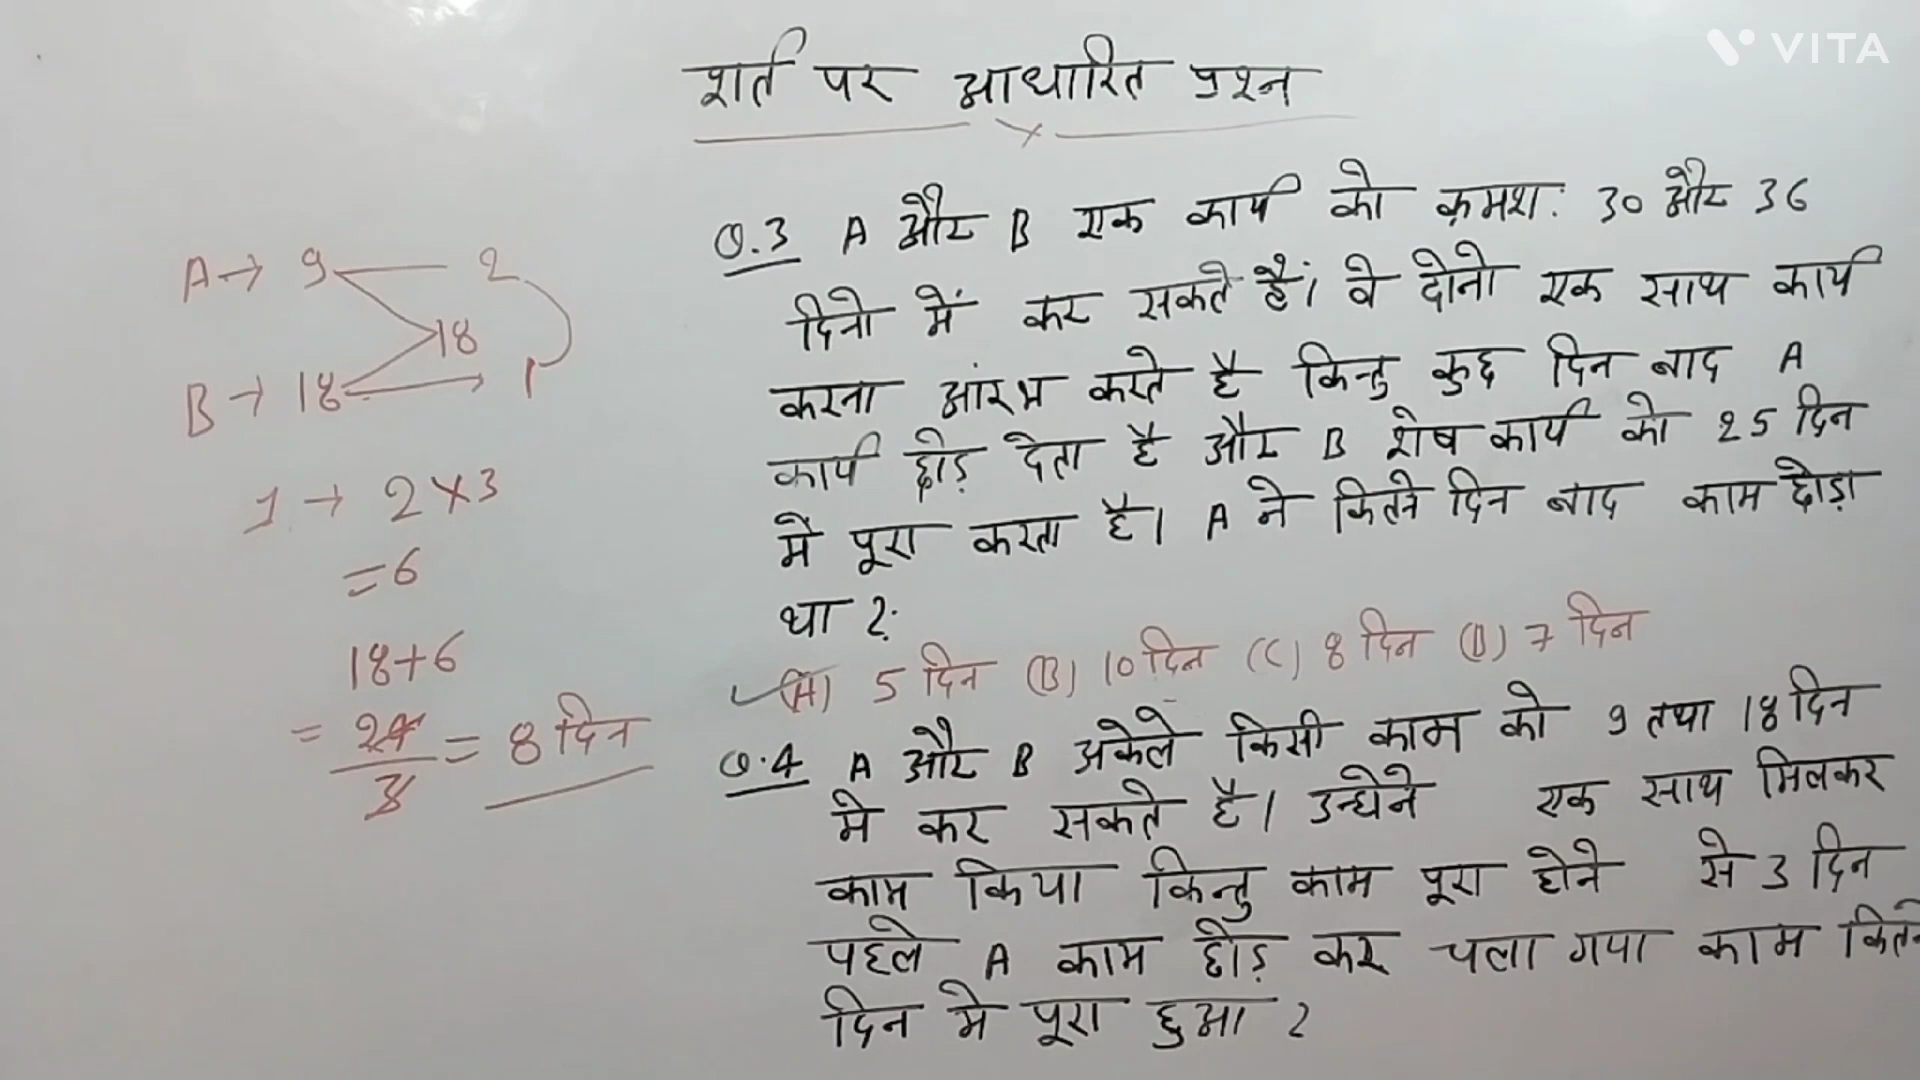 VITA
शर्त पर आधारित प्रश्न
Q.3 A और B एक कार्य को क्रमश: 30 और 36
दिनो में कर सकते हैं। वे दोनो एक साथ कार्य
करना आंरभ करते है किन्तु कुछ दिन बाद A
कार्य छोड़ देता है और B शेष कार्य को 25 दिन
में पूरा करता है। A ने कितने दिन बाद काम छोड़ा
था ?
(A) 5 दिन (B) 10 दिन (C) 8 दिन (D) 7 दिन
Q.4 A और B अकेले किसी काम को 9 तथा 18 दिन
मे कर सकते है। उन्होने एक साथ मिलकर
काम किया किन्तु काम पूरा होने से 3 दिन
पहले A काम छोड़ कर चला गया काम
दिन मे पूरा हुआ ?
A → 9 2
18
B → 18 → 1
1 → 2 × 3
= 6
18 + 6
= 24/3 = 8 दिन